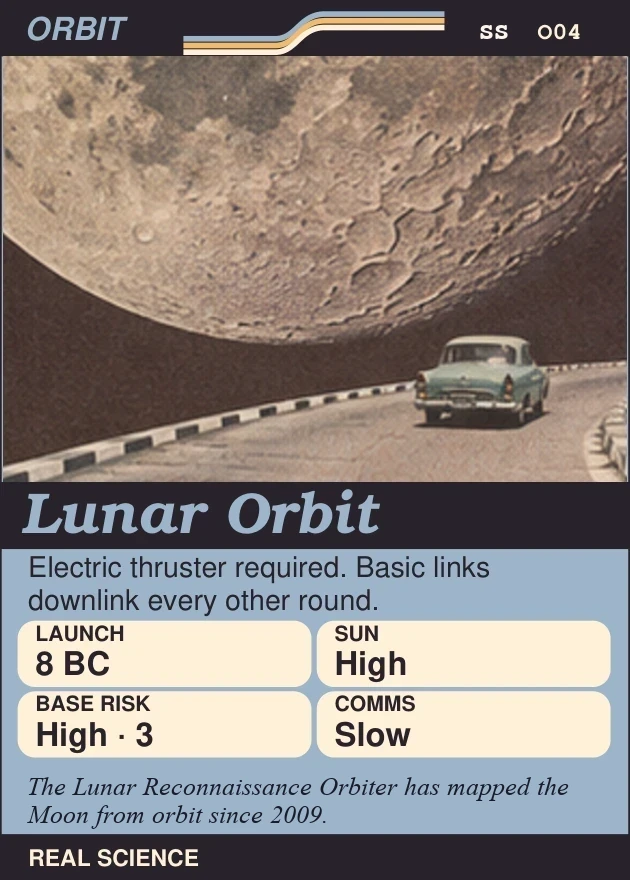 ORBIT
SS 004
Lunar Orbit
Electric thruster required. Basic links
downlink every other round.
LAUNCH
8 BC
SUN
High
BASE RISK
High · 3
COMMS
Slow
The Lunar Reconnaissance Orbiter has mapped the
Moon from orbit since 2009.
REAL SCIENCE